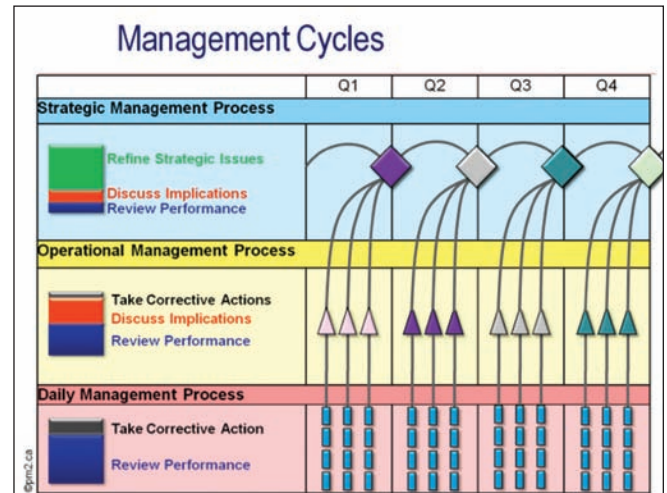 Management Cycles
Q1 Q2 Q3 Q4
Strategic Management Process
Refine Strategic Issues
Discuss Implications
Review Performance
Operational Management Process
Take Corrective Actions
Discuss Implications
Review Performance
Daily Management Process
Take Corrective Action
Review Performance
©pm2.ca